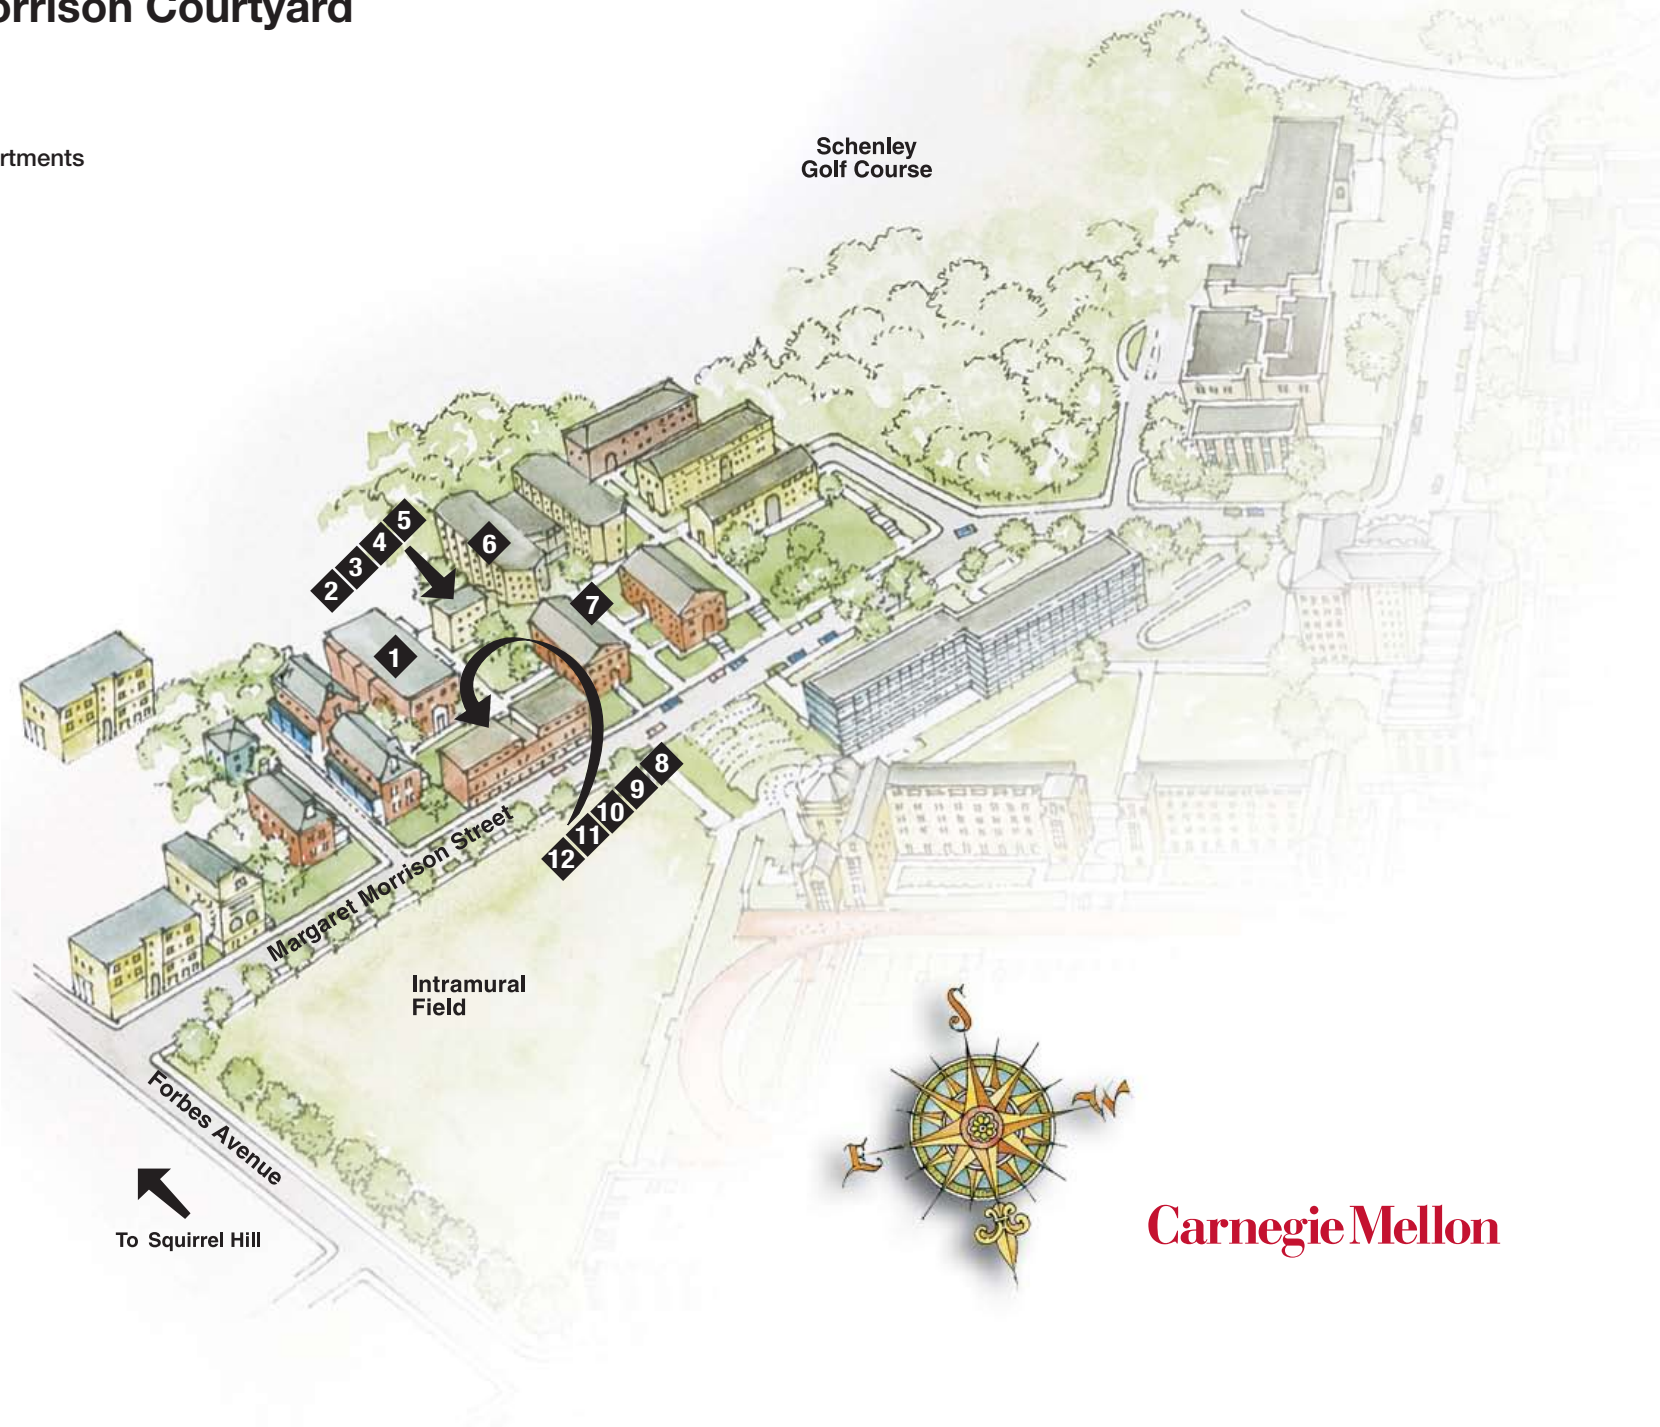 orrison Courtyard
rtments
Schenley
Golf Course
5
4
3
2
6
7
1
8
9
10
11
12
Margaret Morrison Street
Intramural
Field
S
W
E
Forbes Avenue
To Squirrel Hill
Carnegie Mellon